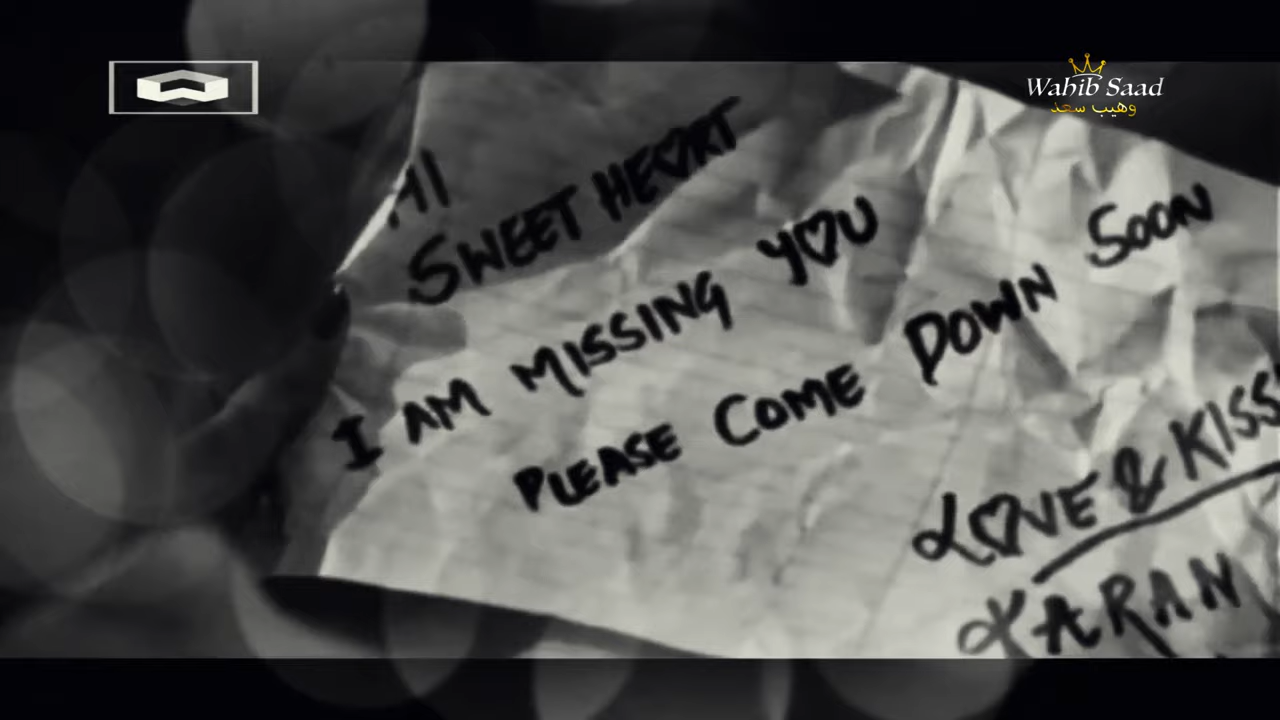 Wahib Saad
وهيب سعد
HI
SWEET HEART
I AM MISSING YOU
PLEASE COME DOWN SOON
LOVE & KISS
KARAN